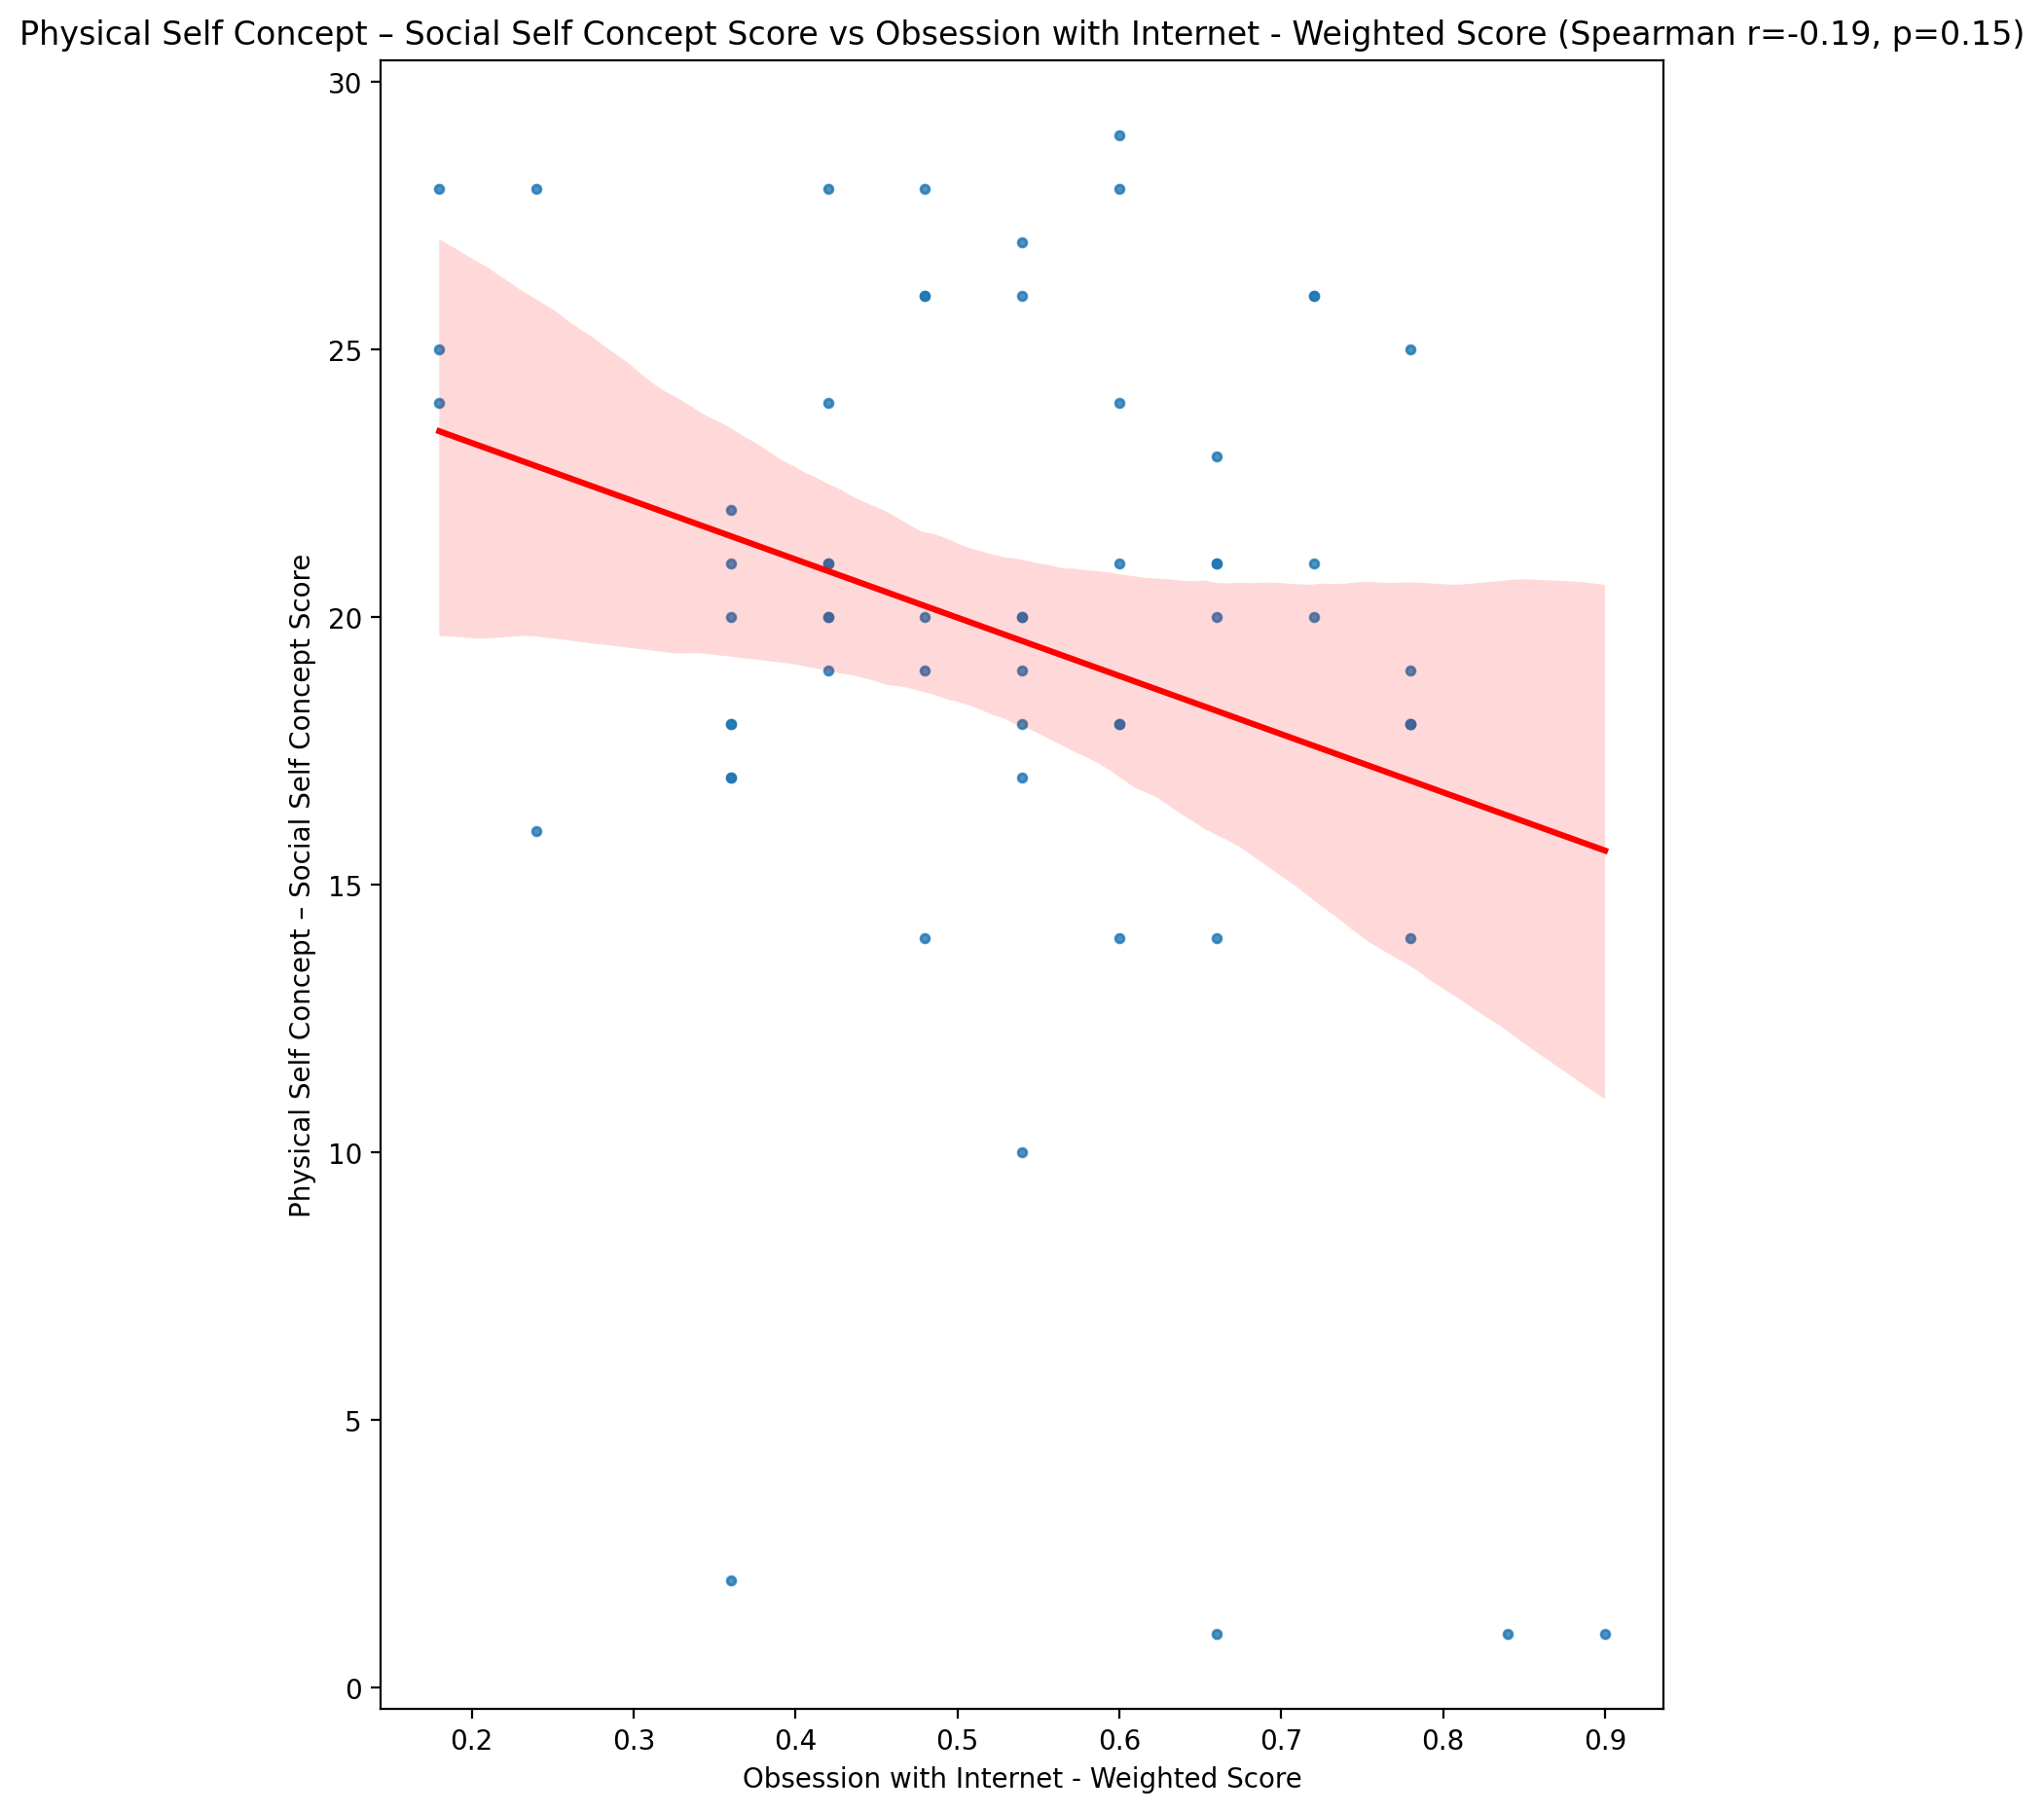 Physical Self Concept – Social Self Concept Score vs Obsession with Internet - Weighted Score (Spearman r=-0.19, p=0.15)
Physical Self Concept – Social Self Concept Score
30
25
20
15
10
5
0
0.2 0.3 0.4 0.5 0.6 0.7 0.8 0.9
Obsession with Internet - Weighted Score